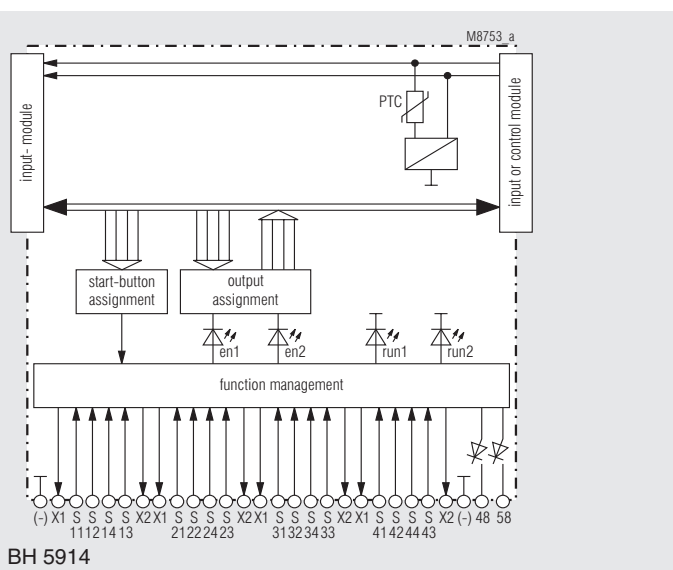 M8753_a
PTC
input- module
input or control module
start-button
assignment
output
assignment
en1 en2 run1 run2
function management
(-) X1 S S S S X2 X1 S S S S X2 X1 S S S S X2 X1 S S S S X2 (-) 48 58
11 12 14 13 21 22 24 23 31 32 34 33 41 42 44 43
BH 5914